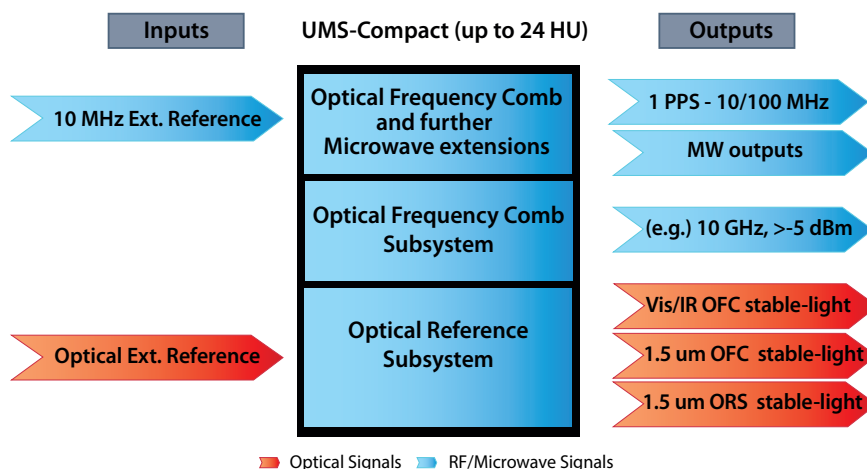 Inputs
UMS-Compact (up to 24 HU)
Outputs
10 MHz Ext. Reference
Optical Frequency Comb
and further
Microwave extensions
1 PPS - 10/100 MHz
MW outputs
Optical Frequency Comb
Subsystem
(e.g.) 10 GHz, >-5 dBm
Optical Ext. Reference
Optical Reference
Subsystem
Vis/IR OFC stable-light
1.5 um OFC stable-light
1.5 um ORS stable-light
Optical Signals
RF/Microwave Signals